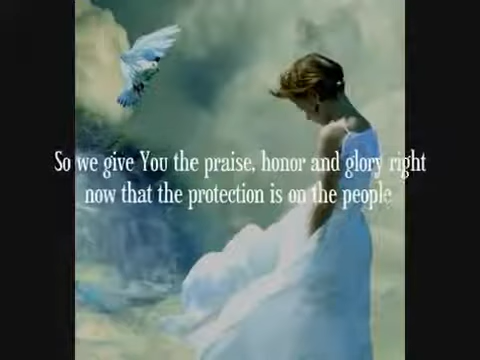 So we give You the praise, honor and glory right
now that the protection is on the people